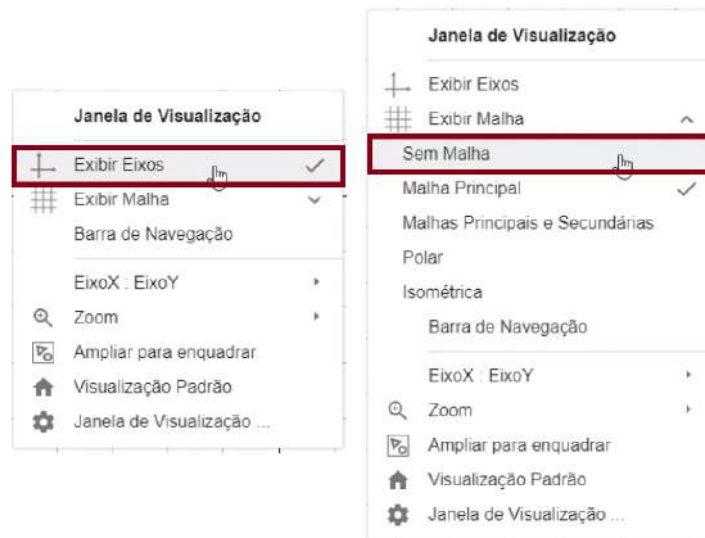 Janela de Visualização
Exibir Eixos
Exibir Malha
Barra de Navegação
EixoX : EixoY
Zoom
Ampliar para enquadrar
Visualização Padrão
Janela de Visualização ...
Janela de Visualização
Exibir Eixos
Exibir Malha
Sem Malha
Malha Principal
Malhas Principais e Secundárias
Polar
Isométrica
Barra de Navegação
EixoX : EixoY
Zoom
Ampliar para enquadrar
Visualização Padrão
Janela de Visualização ...